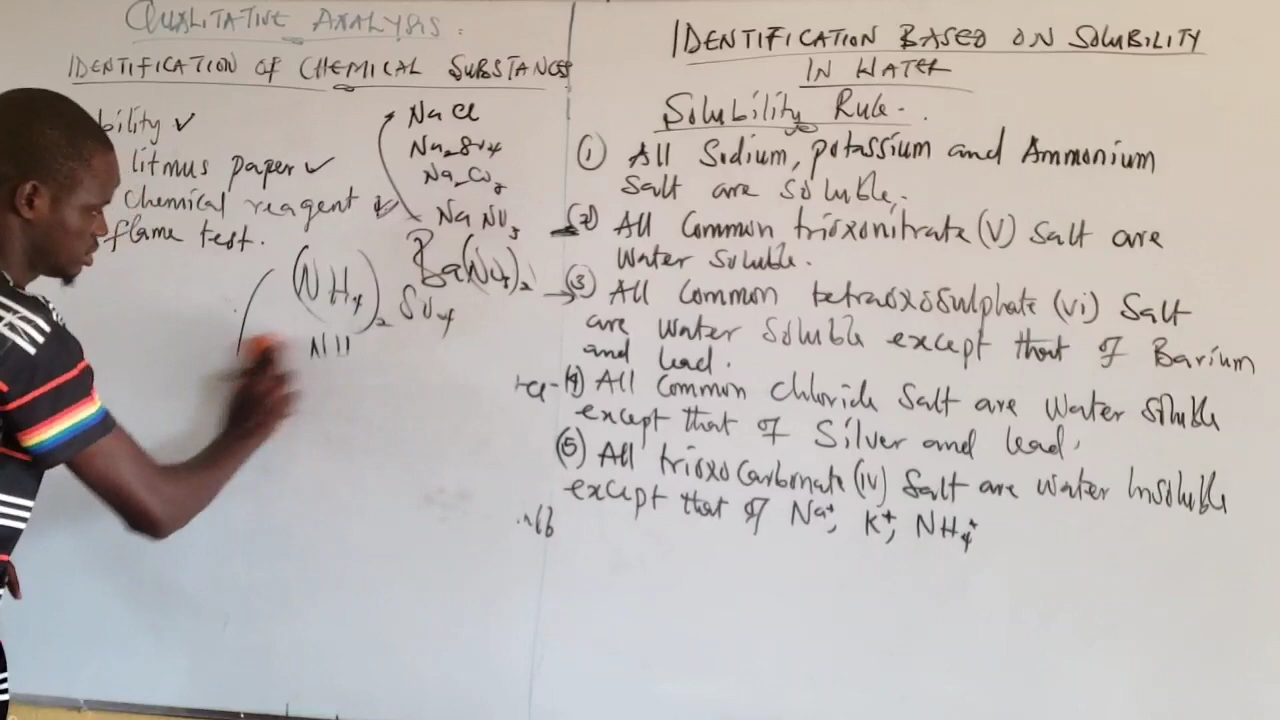 QUALITATIVE ANALYSIS.
IDENTIFICATION OF CHEMICAL SUBSTANCES
bility ✓
litmus paper ✓
chemical reagent ✓
flame test.
NaCl
Na2SO4
Na2CO3
NaNO3
Ba(NO3)2
(NH4)2 SO4
IDENTIFICATION BASED ON SOLUBILITY
IN WATER
Solubility Rule.
(1) All Sodium, potassium and Ammonium
Salt are soluble,
(2) All Common trioxonitrate (V) Salt are
Water soluble.
(3) All Common tetraoxosulphate (vi) Salt
are Water Soluble except that of Barium
and lead.
(4) All Common Chloride Salt are Water Soluble
except that of Silver and lead,
(5) All trioxoCarbonate (iv) Salt are Water Insoluble
except that of Na+, K+, NH4+